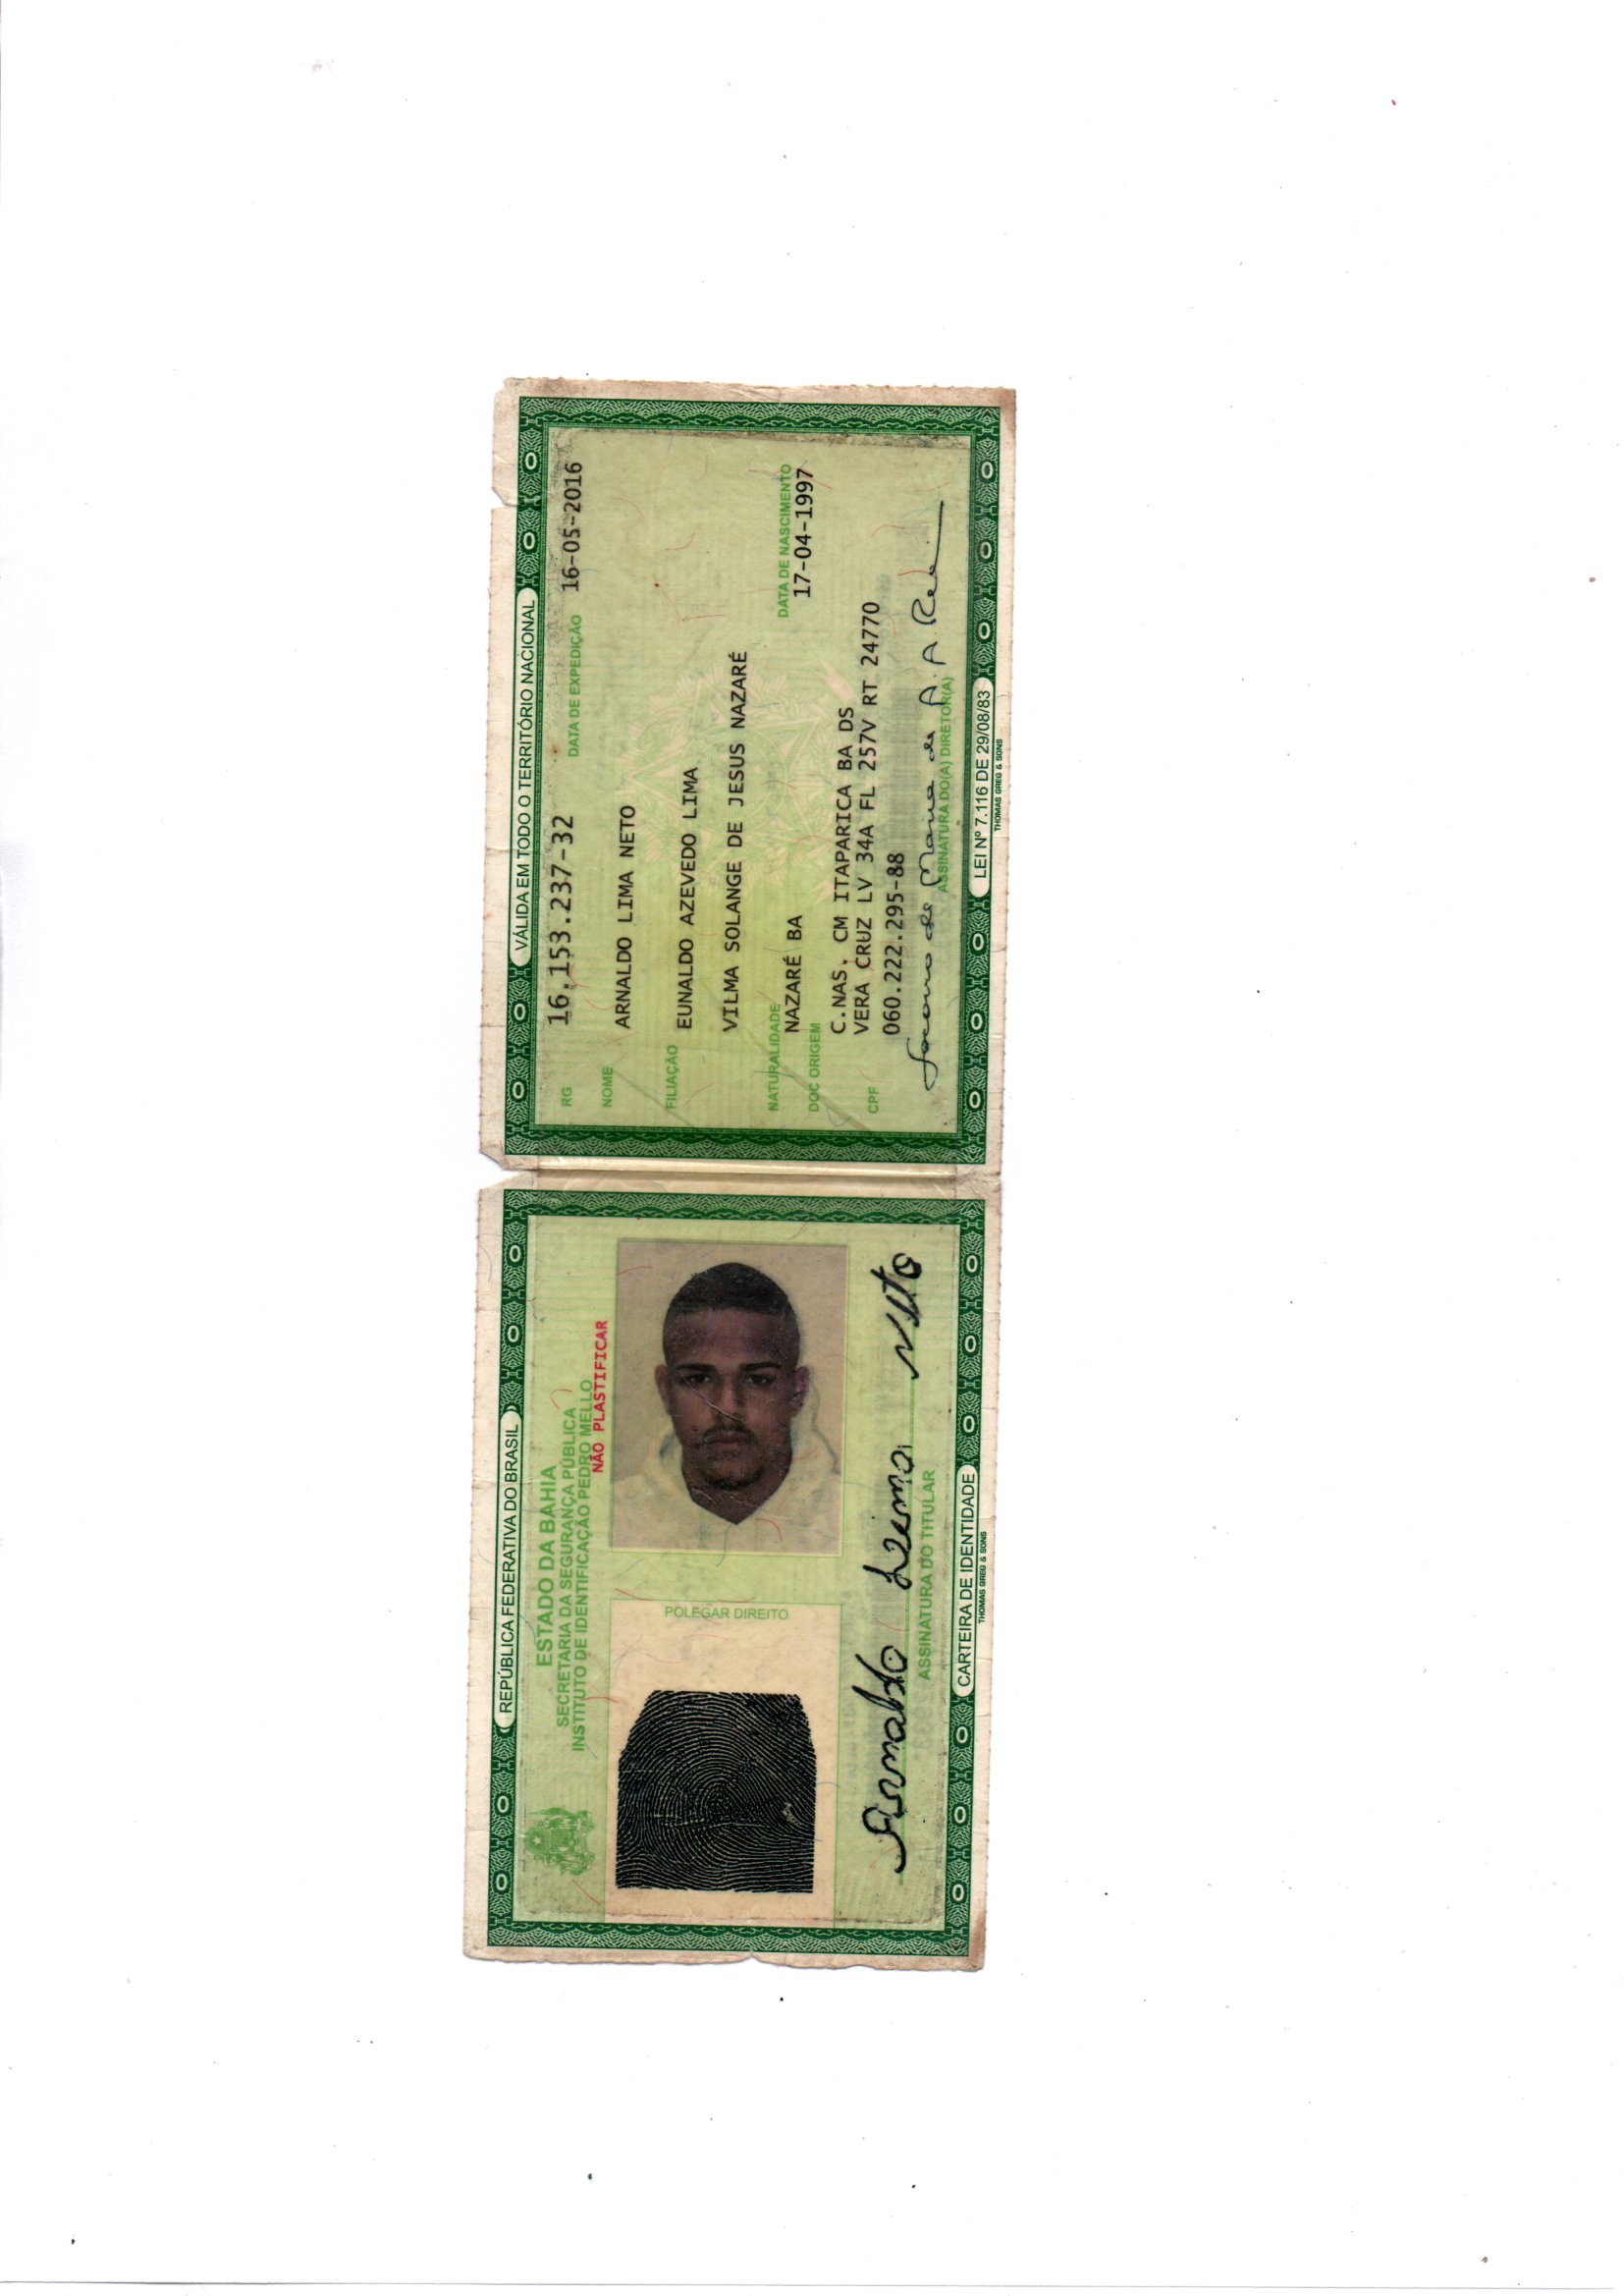 REPÚBLICA FEDERATIVA DO BRASIL
ESTADO DA BAHIA
SECRETARIA DA SEGURANÇA PÚBLICA
INSTITUTO DE IDENTIFICAÇÃO PEDRO MELLO
NÃO PLASTIFICAR
POLEGAR DIREITO
Arnaldo Lima Neto
ASSINATURA DO TITULAR
CARTEIRA DE IDENTIDADE
THOMAS GREG & SONS
VÁLIDA EM TODO O TERRITÓRIO NACIONAL
RG 16.153.237-32 DATA DE EXPEDIÇÃO 16-05-2016
NOME ARNALDO LIMA NETO
FILIAÇÃO EUNALDO AZEVEDO LIMA
VILMA SOLANGE DE JESUS NAZARÉ
NATURALIDADE DATA DE NASCIMENTO
NAZARÉ BA 17-04-1997
DOC ORIGEM C.NAS. CM ITAPARICA BA DS
VERA CRUZ LV 34A FL 257V RT 24770
CPF 060.222.295-88
ASSINATURA DO(A) DIRETOR(A)
LEI Nº 7.116 DE 29/08/83
THOMAS GREG & SONS